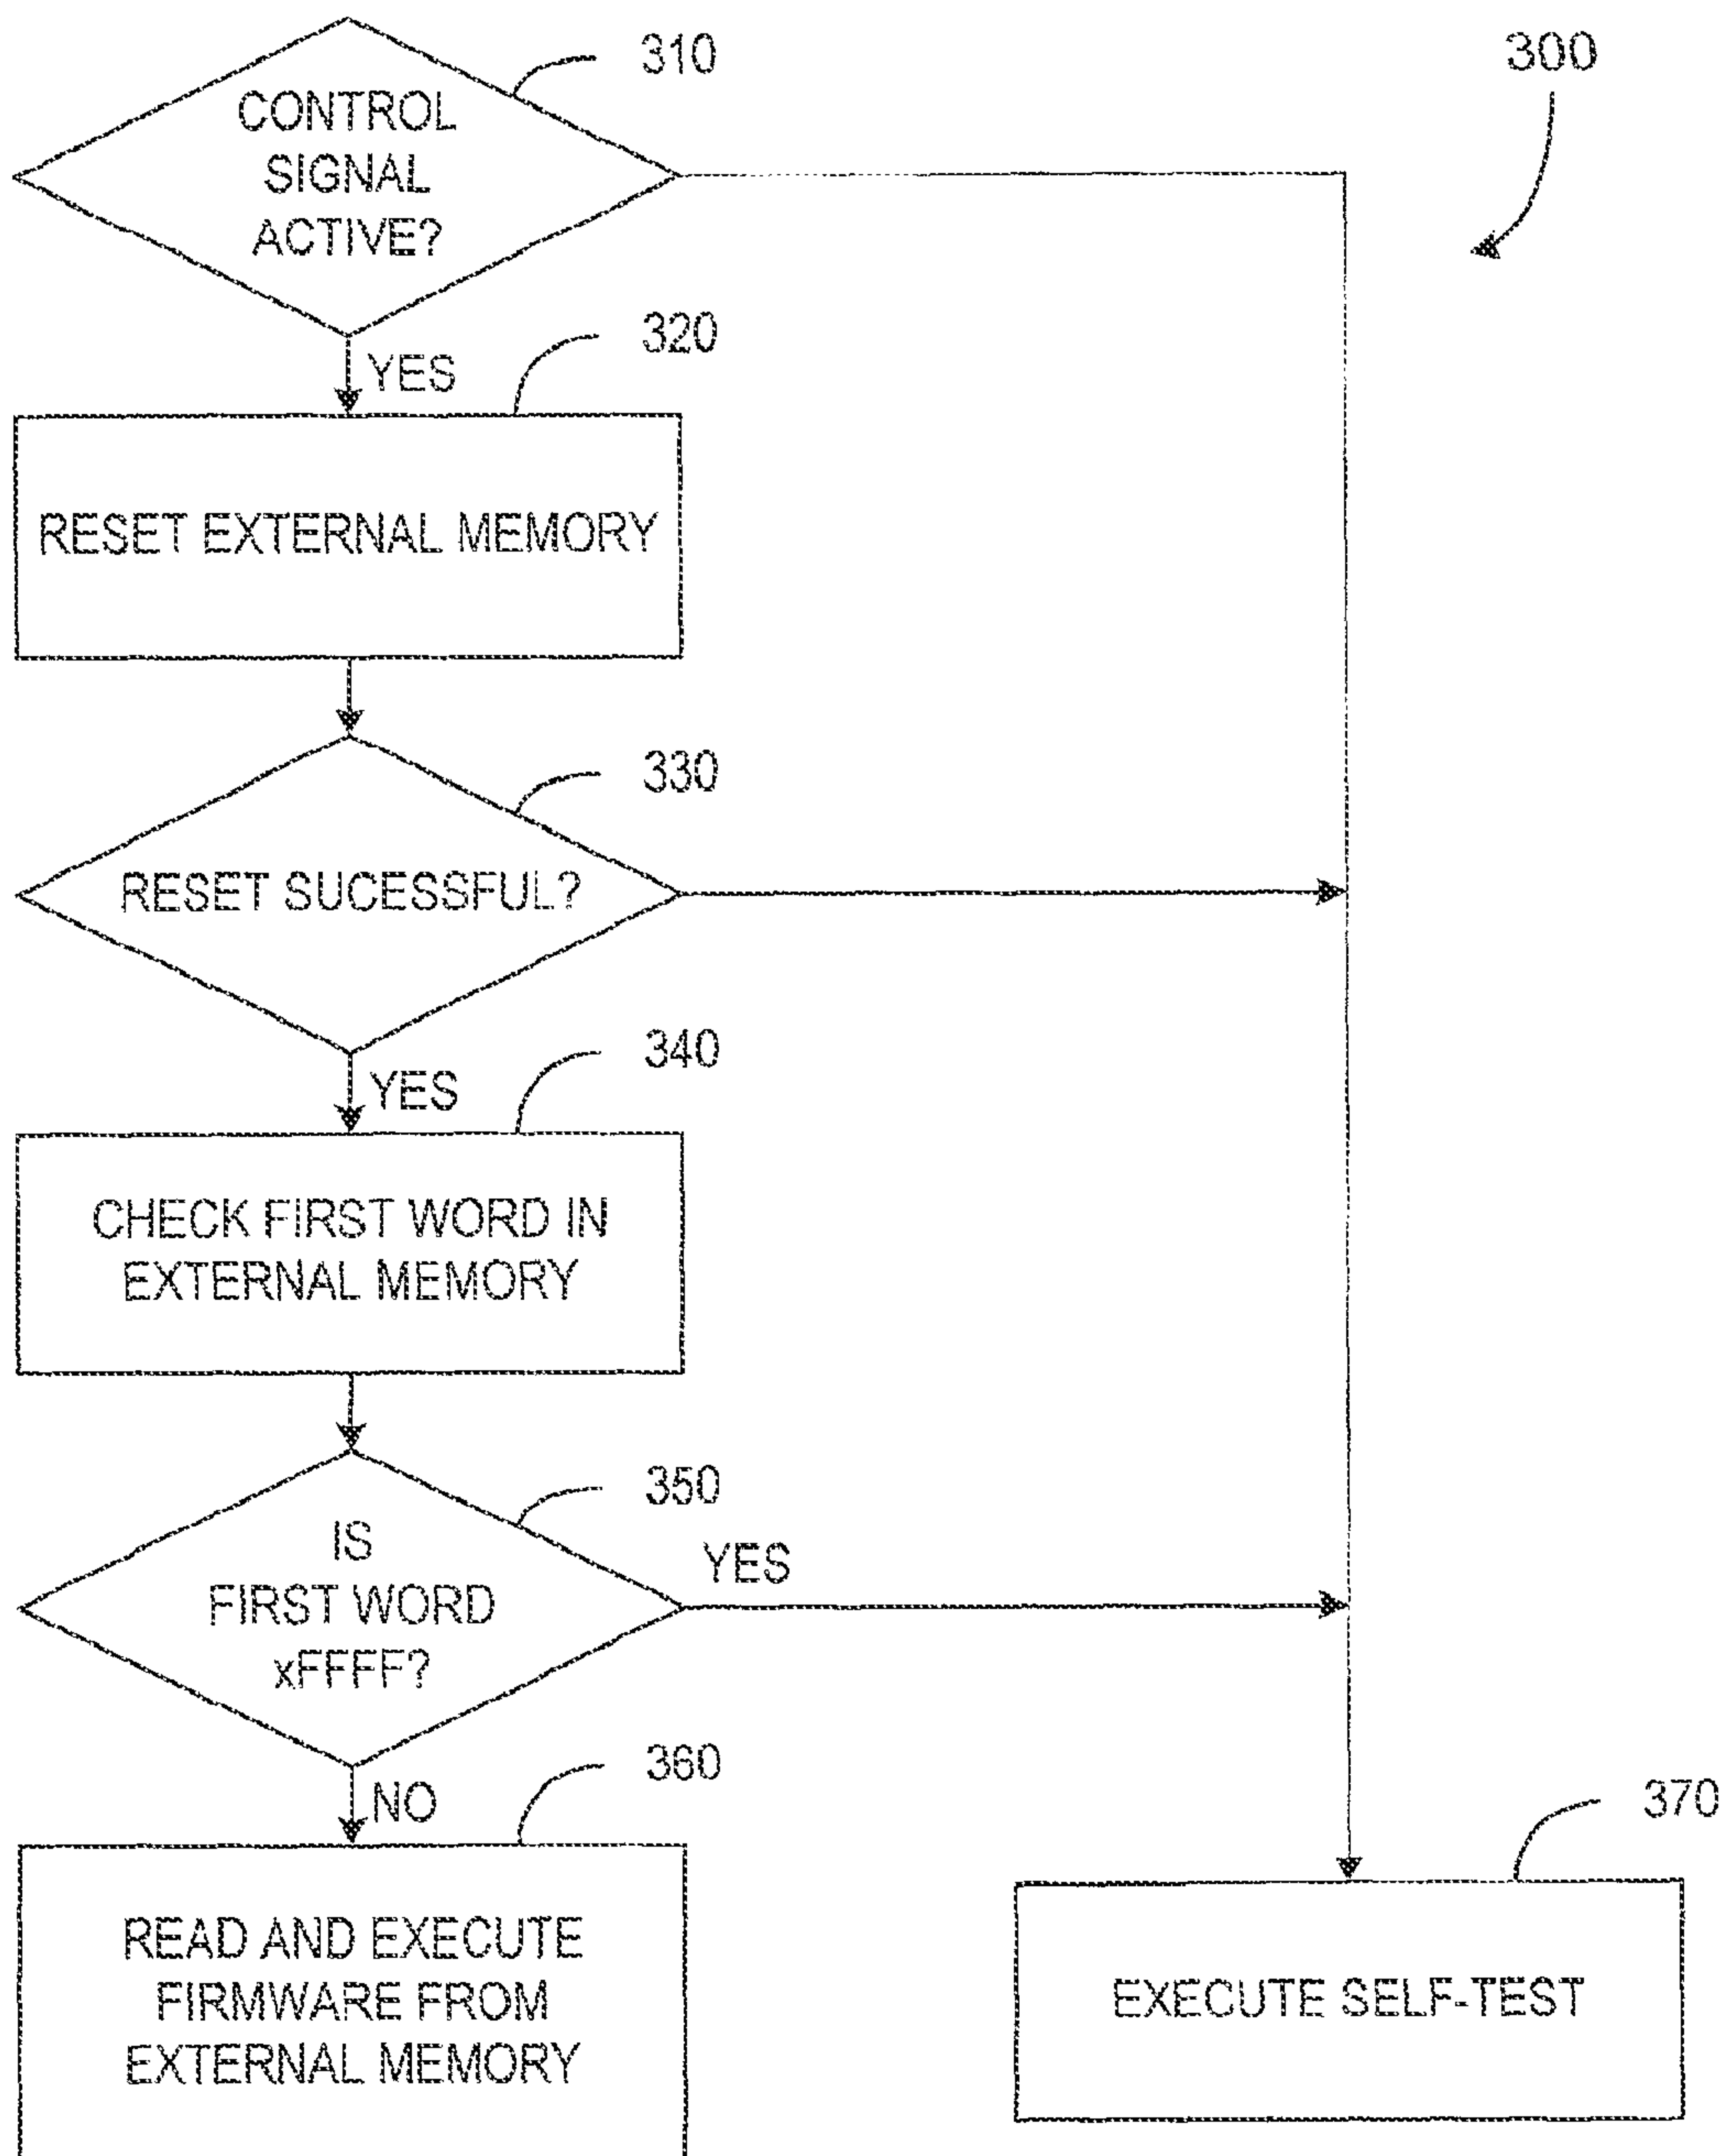 310
300
CONTROL
SIGNAL
ACTIVE?
320
YES
RESET EXTERNAL MEMORY
330
RESET SUCESSFUL?
340
YES
CHECK FIRST WORD IN
EXTERNAL MEMORY
350
IS
YES
FIRST WORD
xFFFF?
360
NO
370
READ AND EXECUTE
FIRMWARE FROM
EXTERNAL MEMORY
EXECUTE SELF-TEST